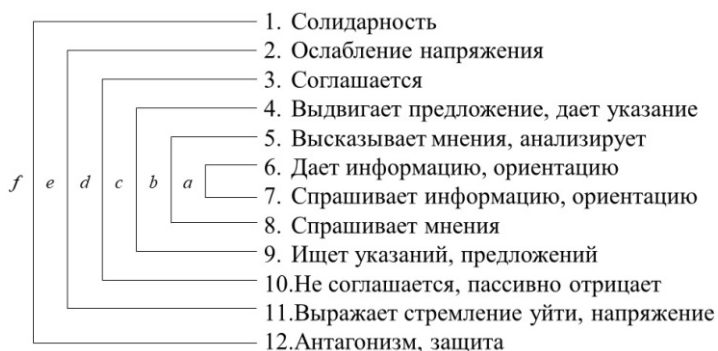 1. Солидарность
2. Ослабление напряжения
3. Соглашается
4. Выдвигает предложение, дает указание
5. Высказывает мнения, анализирует
6. Дает информацию, ориентацию
f e d c b a
7. Спрашивает информацию, ориентацию
8. Спрашивает мнения
9. Ищет указаний, предложений
10.Не соглашается, пассивно отрицает
11.Выражает стремление уйти, напряжение
12.Антагонизм, защита